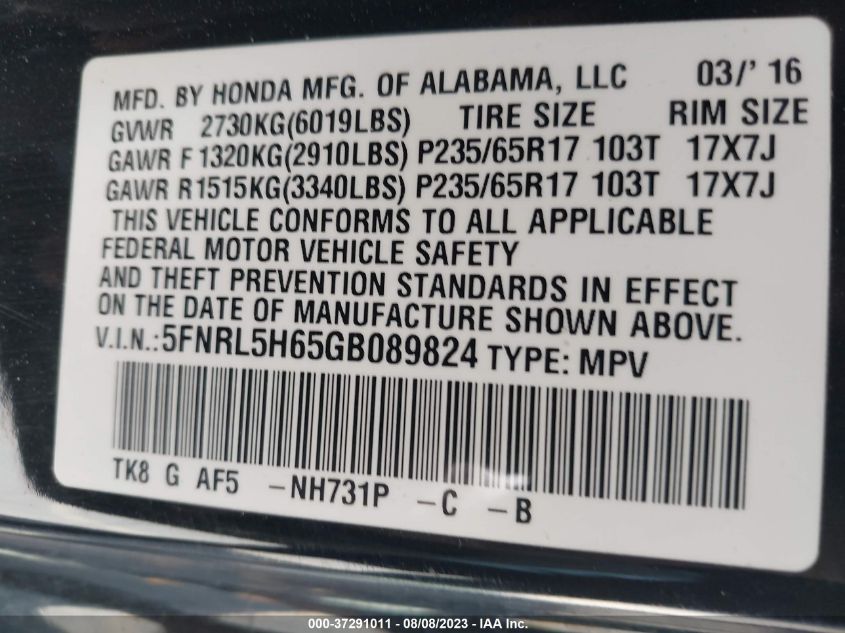 MFD. BY HONDA MFG. OF ALABAMA, LLC 03/' 16
GVWR 2730KG(6019LBS) TIRE SIZE RIM SIZE
GAWR F 1320KG(2910LBS) P235/65R17 103T 17X7J
GAWR R1515KG(3340LBS) P235/65R17 103T 17X7J
THIS VEHICLE CONFORMS TO ALL APPLICABLE
FEDERAL MOTOR VEHICLE SAFETY
AND THEFT PREVENTION STANDARDS IN EFFECT
ON THE DATE OF MANUFACTURE SHOWN ABOVE.
V.I.N.:5FNRL5H65GB089824 TYPE: MPV
TK8 G AF5 -NH731P -C -B
000-37291011 - 08/08/2023 - IAA Inc.